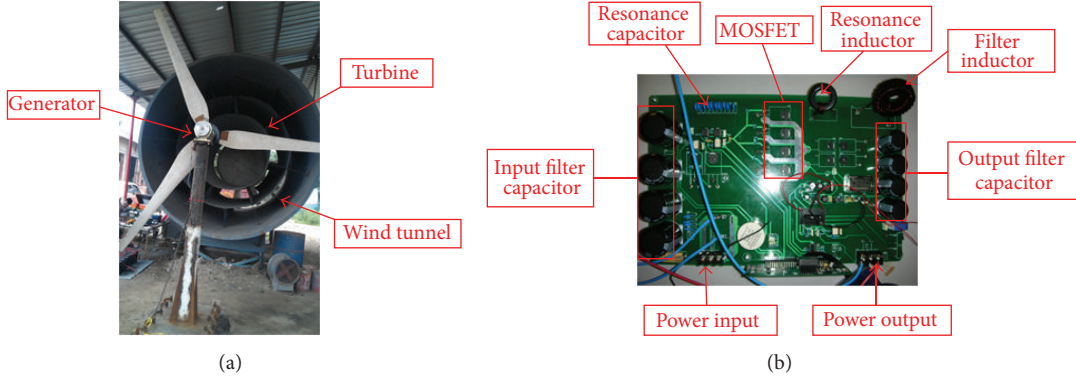 Generator
Turbine
Wind tunnel
(a)
Resonance
capacitor
MOSFET
Resonance
inductor
Filter
inductor
Input filter
capacitor
Output filter
capacitor
Power input
Power output
(b)